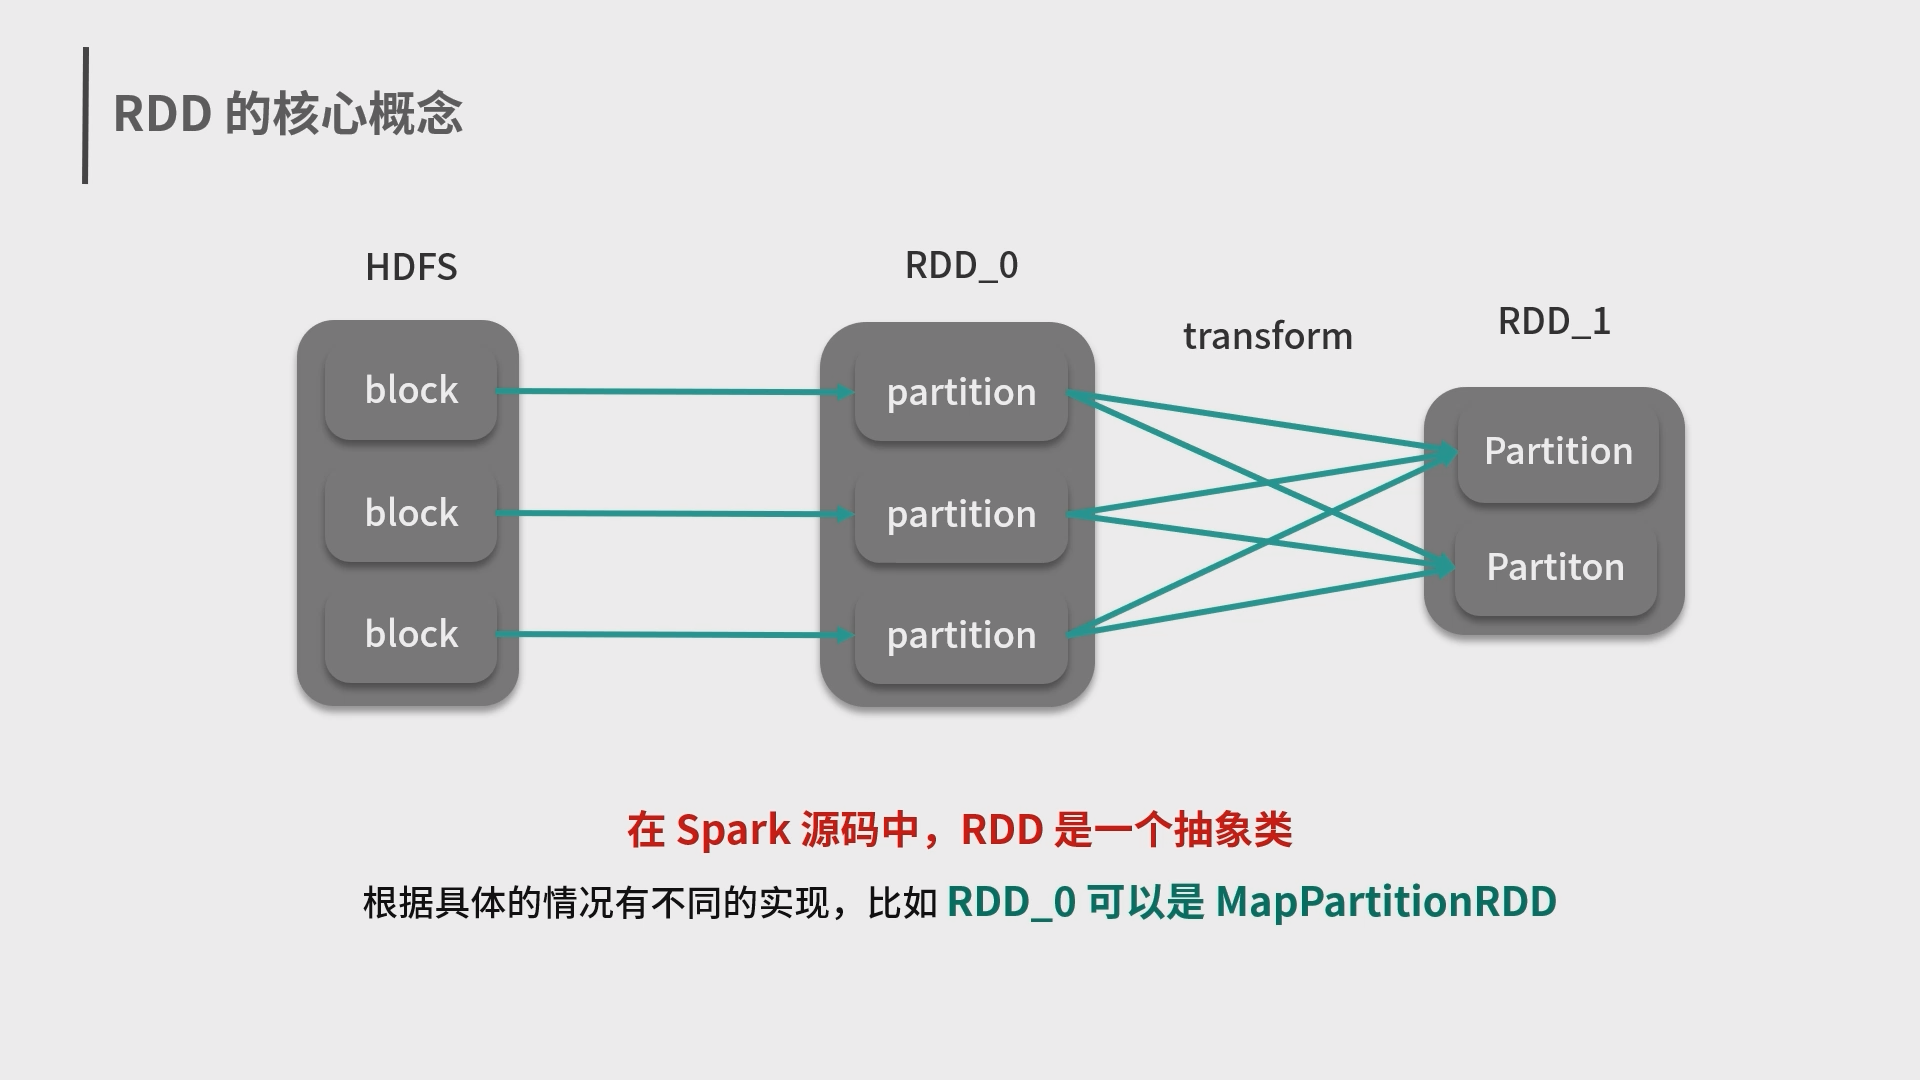 RDD 的核心概念
HDFS
RDD_0
transform
RDD_1
block
block
block
partition
partition
partition
Partition
Partiton
在 Spark 源码中，RDD 是一个抽象类
根据具体的情况有不同的实现，比如 RDD_0 可以是 MapPartitionRDD